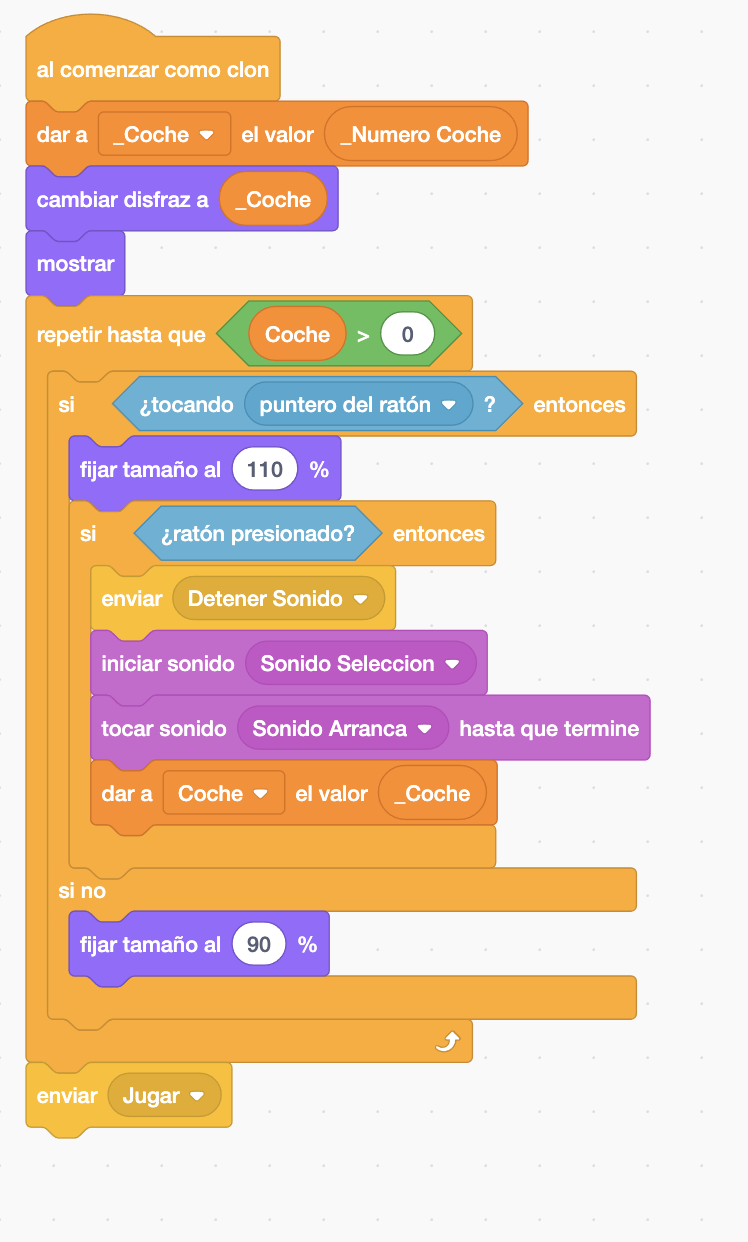 al comenzar como clon
dar a _Coche el valor _Numero Coche
cambiar disfraz a _Coche
mostrar
repetir hasta que Coche > 0
si ¿tocando puntero del ratón ? entonces
fijar tamaño al 110 %
si ¿ratón presionado? entonces
enviar Detener Sonido
iniciar sonido Sonido Seleccion
tocar sonido Sonido Arranca hasta que termine
dar a Coche el valor _Coche
si no
fijar tamaño al 90 %
enviar Jugar